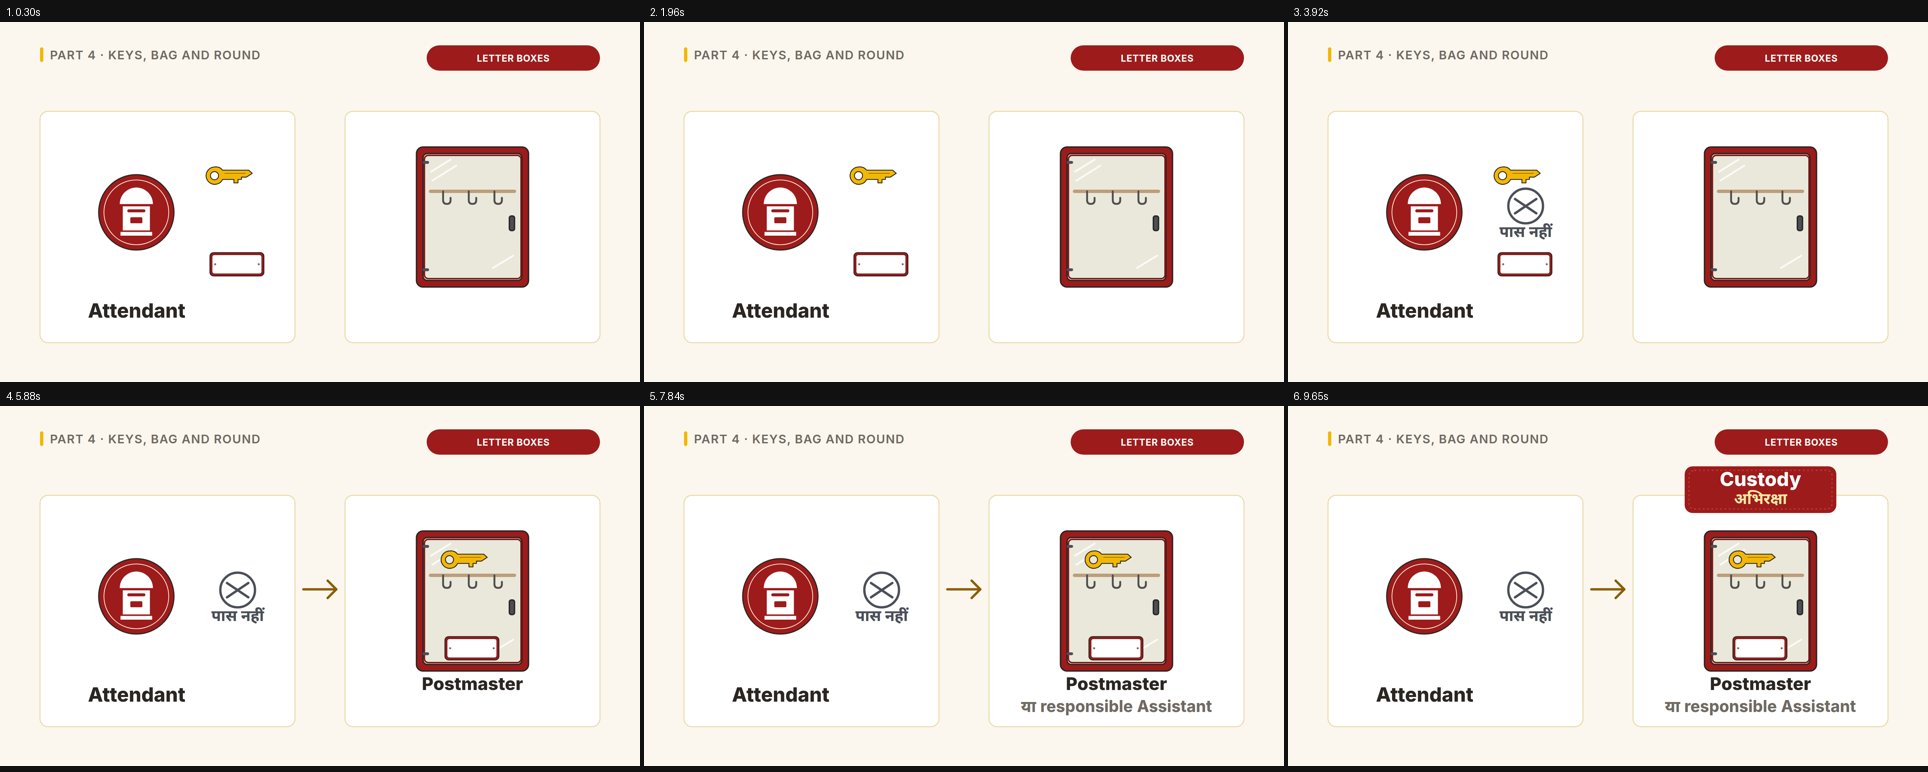 1. 0.30s
PART 4 · KEYS, BAG AND ROUND
LETTER BOXES
Attendant
2. 1.96s
PART 4 · KEYS, BAG AND ROUND
LETTER BOXES
Attendant
3. 3.92s
PART 4 · KEYS, BAG AND ROUND
LETTER BOXES
पास नहीं
Attendant
4. 5.88s
PART 4 · KEYS, BAG AND ROUND
LETTER BOXES
पास नहीं
Attendant
Postmaster
5. 7.84s
PART 4 · KEYS, BAG AND ROUND
LETTER BOXES
पास नहीं
Attendant
Postmaster
या responsible Assistant
6. 9.65s
PART 4 · KEYS, BAG AND ROUND
LETTER BOXES
Custody
अभिरक्षा
पास नहीं
Attendant
Postmaster
या responsible Assistant